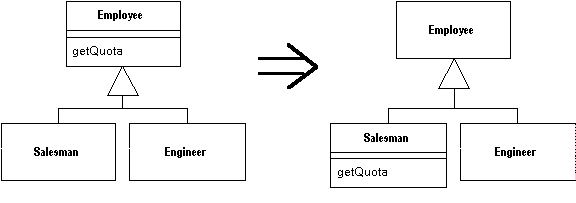 Employee
getQuota
Salesman
Engineer
Employee
Salesman
getQuota
Engineer